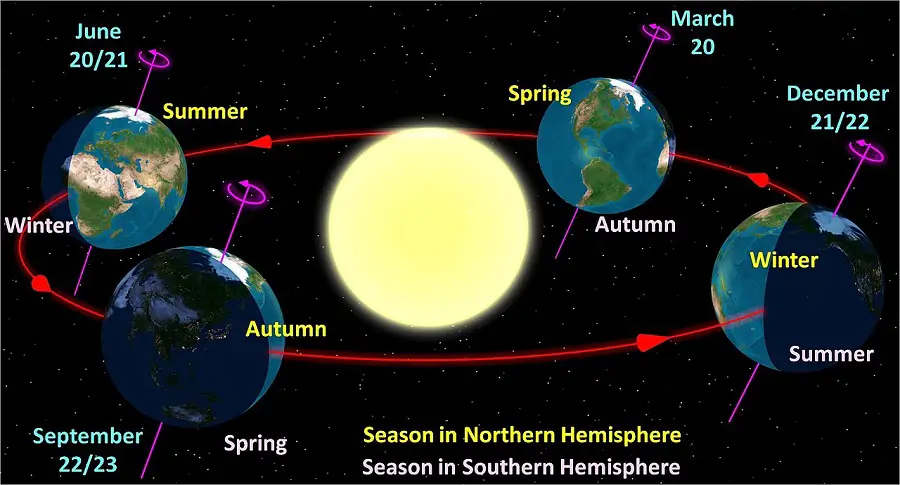 June
20/21
March
20
Summer
Spring
December
21/22
Winter
Autumn
Winter
Autumn
Summer
September
22/23
Spring
Season in Northern Hemisphere
Season in Southern Hemisphere